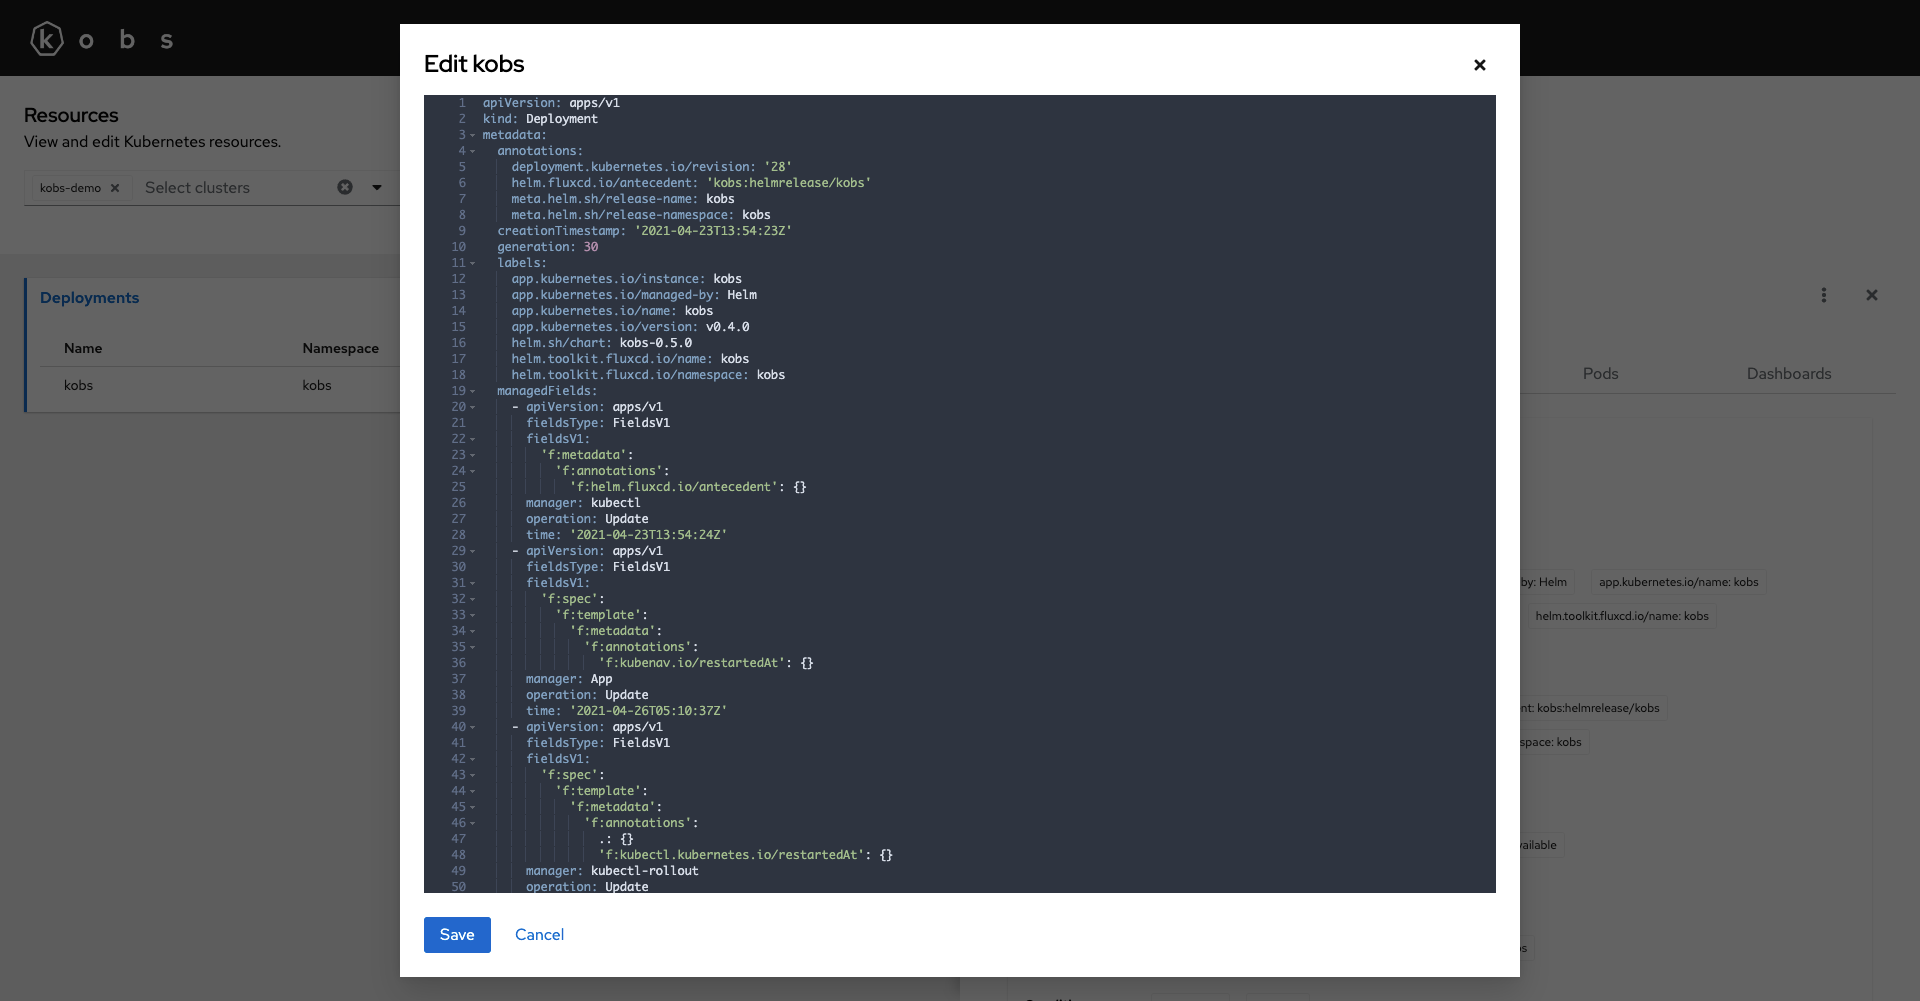 k o b s
Resources
View and edit Kubernetes resources.
kobs-demo
Select clusters
Deployments
Name Namespace
kobs kobs
Edit kobs
1 apiVersion: apps/v1
2 kind: Deployment
3 metadata:
4 annotations:
5 deployment.kubernetes.io/revision: '28'
6 helm.fluxcd.io/antecedent: 'kobs:helmrelease/kobs'
7 meta.helm.sh/release-name: kobs
8 meta.helm.sh/release-namespace: kobs
9 creationTimestamp: '2021-04-23T13:54:23Z'
10 generation: 30
11 labels:
12 app.kubernetes.io/instance: kobs
13 app.kubernetes.io/managed-by: Helm
14 app.kubernetes.io/name: kobs
15 app.kubernetes.io/version: v0.4.0
16 helm.sh/chart: kobs-0.5.0
17 helm.toolkit.fluxcd.io/name: kobs
18 helm.toolkit.fluxcd.io/namespace: kobs
19 managedFields:
20 - apiVersion: apps/v1
21 fieldsType: FieldsV1
22 fieldsV1:
23 'f:metadata':
24 'f:annotations':
25 'f:helm.fluxcd.io/antecedent': {}
26 manager: kubectl
27 operation: Update
28 time: '2021-04-23T13:54:24Z'
29 - apiVersion: apps/v1
30 fieldsType: FieldsV1
31 fieldsV1:
32 'f:spec':
33 'f:template':
34 'f:metadata':
35 'f:annotations':
36 'f:kubenav.io/restartedAt': {}
37 manager: App
38 operation: Update
39 time: '2021-04-26T05:10:37Z'
40 - apiVersion: apps/v1
41 fieldsType: FieldsV1
42 fieldsV1:
43 'f:spec':
44 'f:template':
45 'f:metadata':
46 'f:annotations':
47 .: {}
48 'f:kubectl.kubernetes.io/restartedAt': {}
49 manager: kubectl-rollout
50 operation: Update
Save Cancel
Pods Dashboards
by: Helm app.kubernetes.io/name: kobs
helm.toolkit.fluxcd.io/name: kobs
nt: kobs:helmrelease/kobs
space: kobs